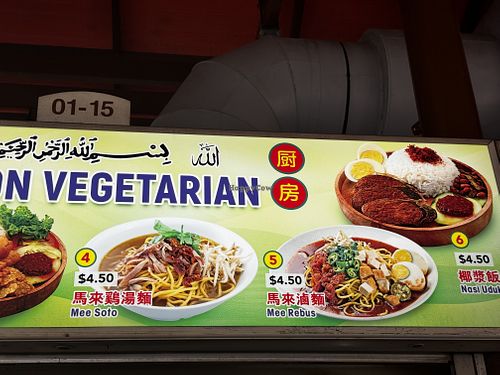 01-15
بسم الله الرحمن الرحيم الله
ON VEGETARIAN 厨房
4
$4.50
馬來鷄湯麵
Mee Soto
5
$4.50
馬來滷麵
Mee Rebus
6
$4.50
椰漿飯
Nasi Uduk